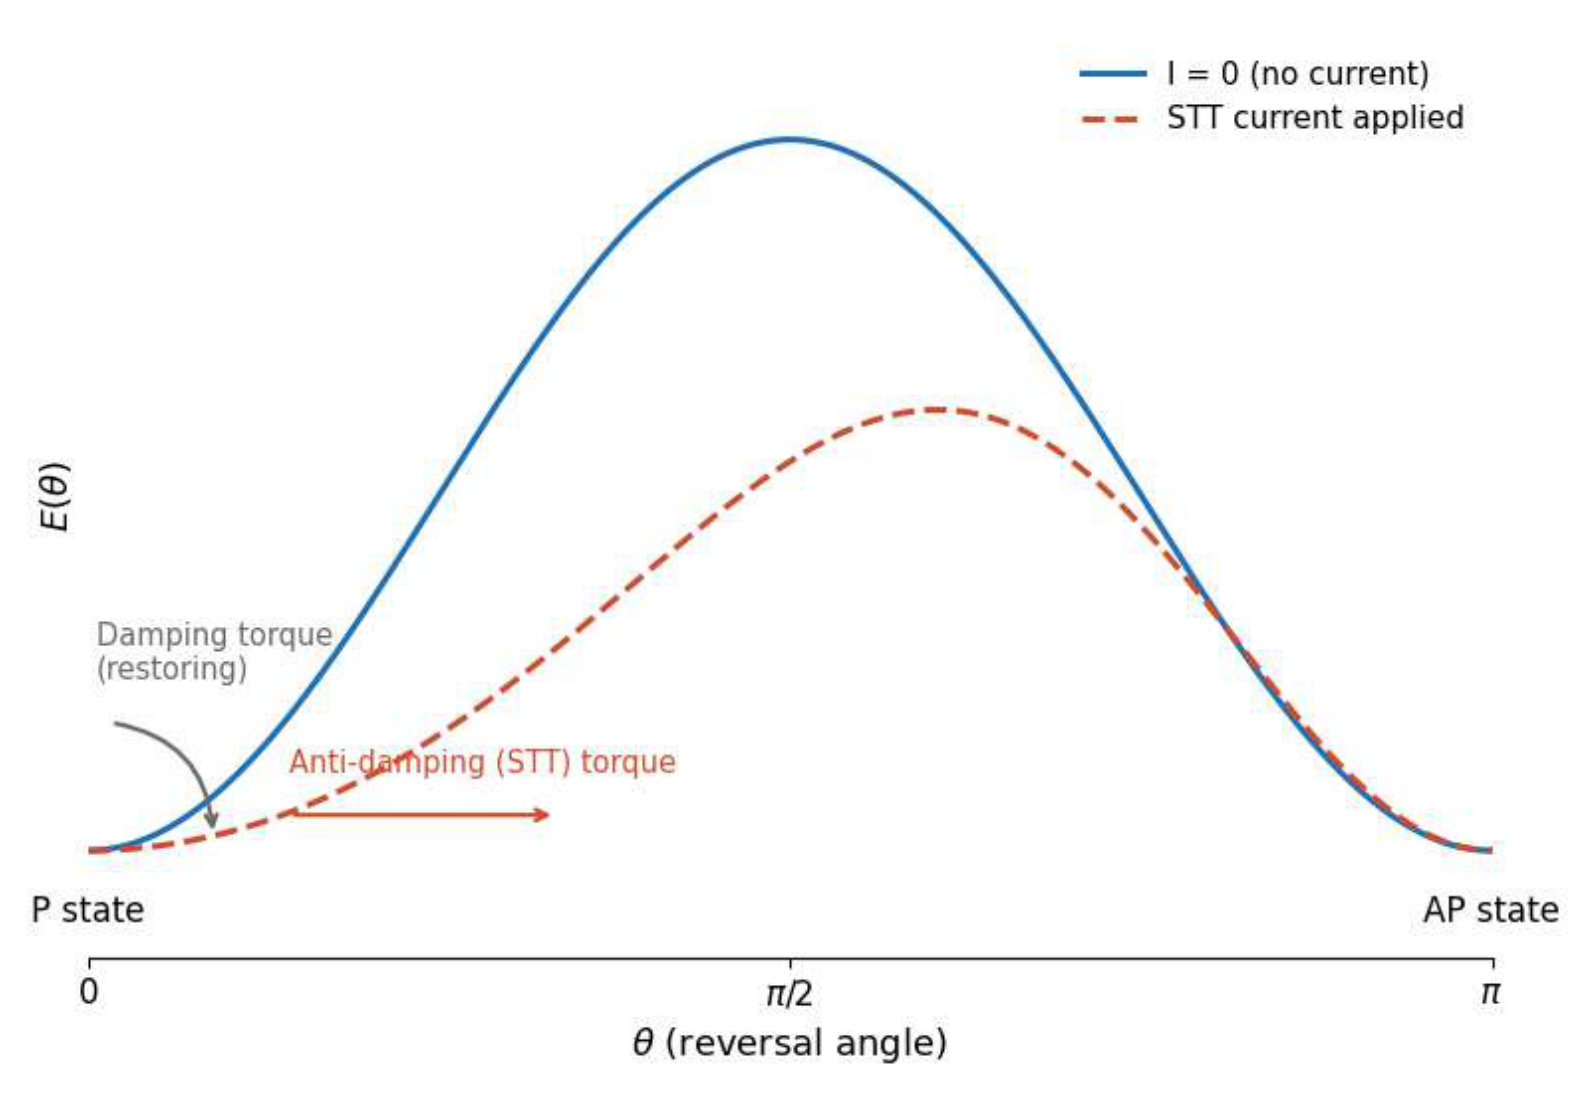 I = 0 (no current)
STT current applied
E(θ)
Damping torque
(restoring)
Anti-damping (STT) torque
P state
AP state
0
π/2
π
θ (reversal angle)